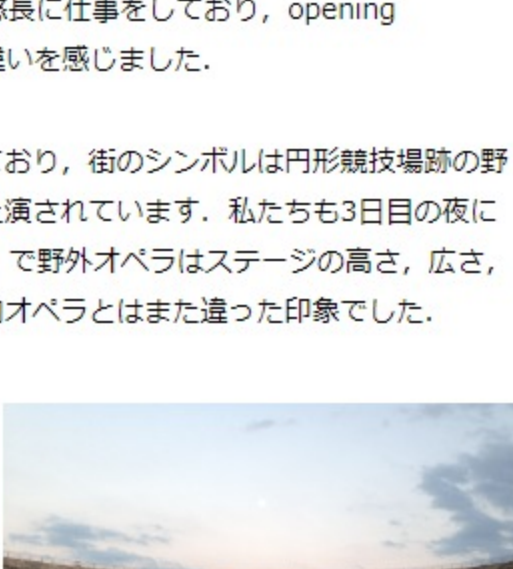 長に仕事をしており，opening
いを感じました．
ており，街のシンボルは円形競技場跡の野
上演されています．私たちも3日目の夜に
で野外オペラはステージの高さ，広さ，
オペラとはまた違った印象でした．